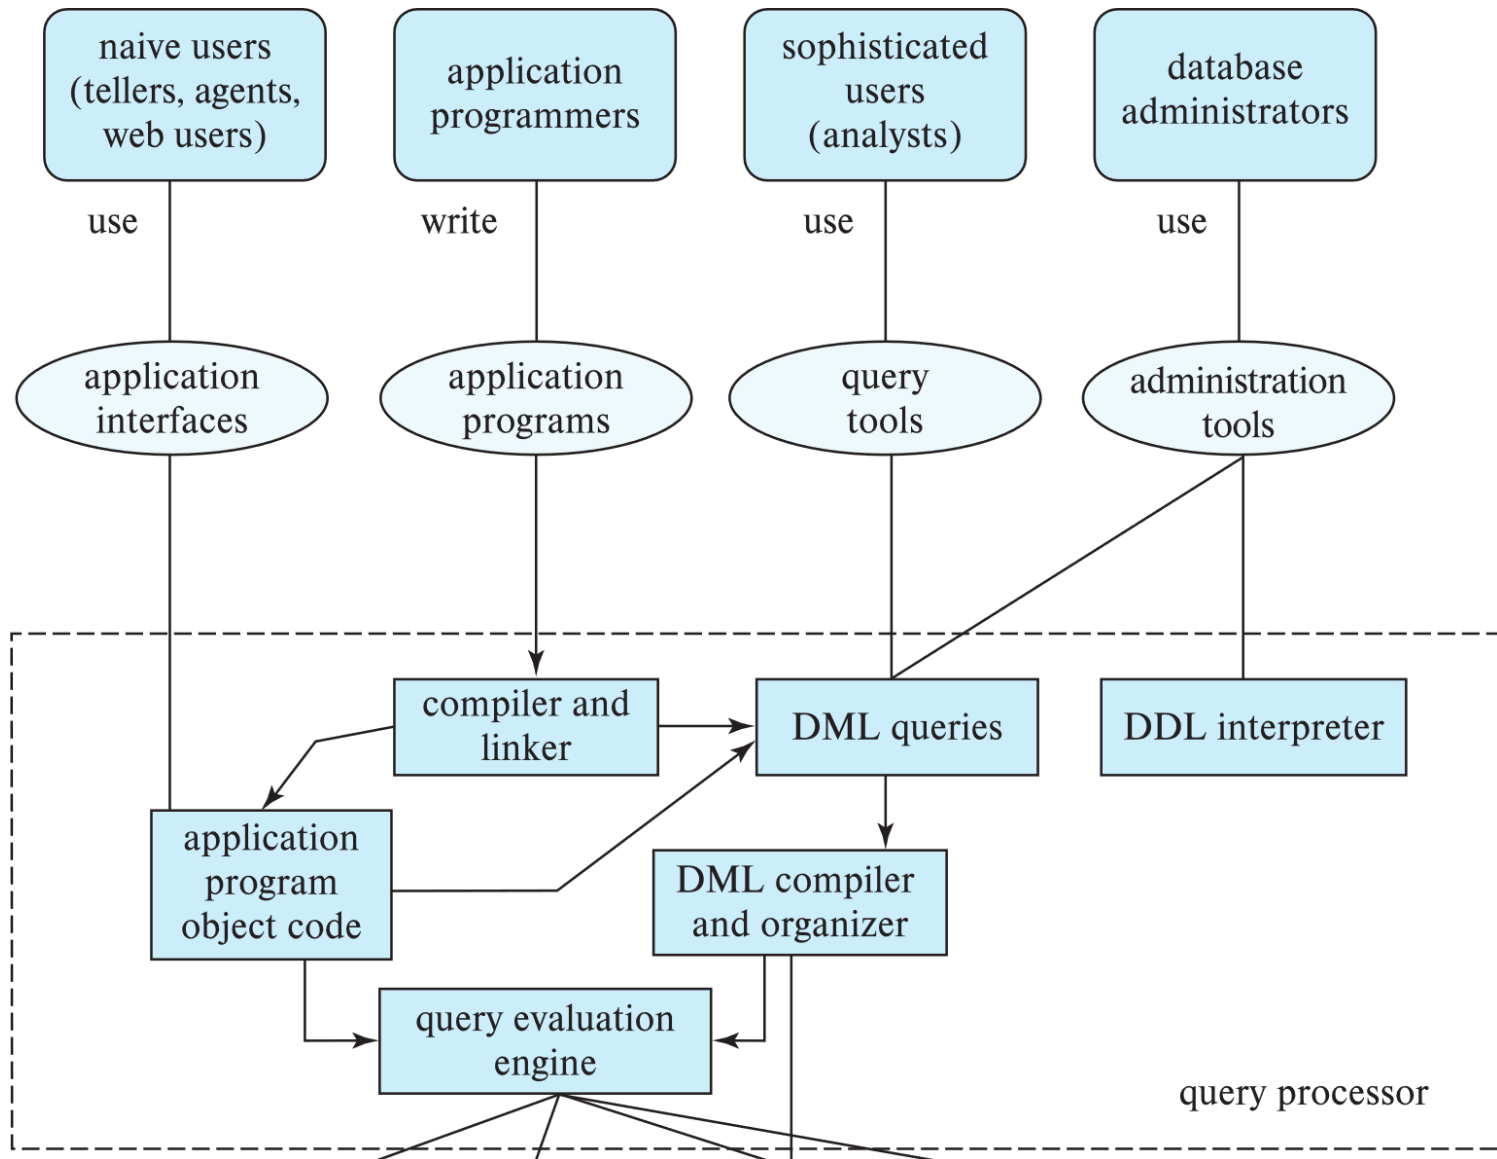 naive users
(tellers, agents,
web users)
application
programmers
sophisticated
users
(analysts)
database
administrators
use
write
use
use
application
interfaces
application
programs
query
tools
administration
tools
compiler and
linker
DML queries
DDL interpreter
application
program
object code
DML compiler
and organizer
query evaluation
engine
query processor